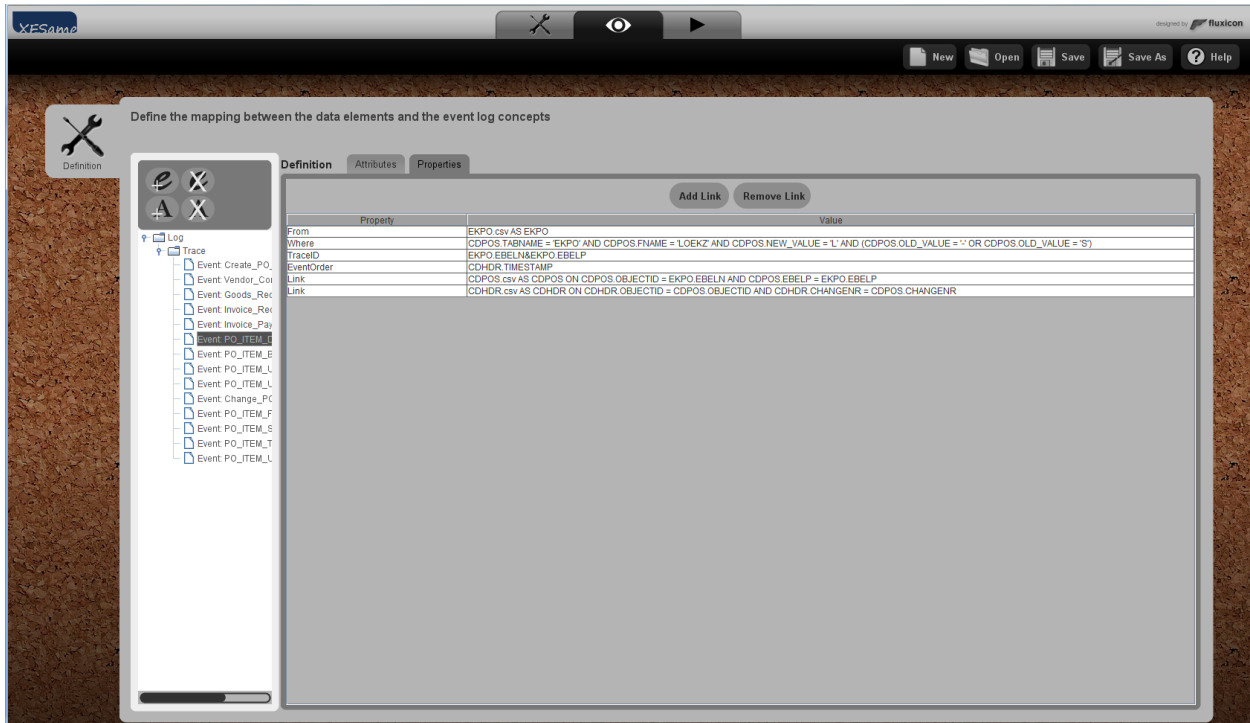 XESame
designed by fluxicon
New Open Save Save As Help
Define the mapping between the data elements and the event log concepts
Definition
Definition Attributes Properties
Add Link Remove Link
Property Value
From EKPO.csv AS EKPO
Where CDPOS.TABNAME = 'EKPO' AND CDPOS.FNAME = 'LOEKZ' AND CDPOS.NEW_VALUE = 'L' AND (CDPOS.OLD_VALUE = '-' OR CDPOS.OLD_VALUE = 'S')
TraceID EKPO.EBELN&EKPO.EBELP
EventOrder CDHDR.TIMESTAMP
Link CDPOS.csv AS CDPOS ON CDPOS.OBJECTID = EKPO.EBELN AND CDPOS.EBELP = EKPO.EBELP
Link CDHDR.csv AS CDHDR ON CDHDR.OBJECTID = CDPOS.OBJECTID AND CDHDR.CHANGENR = CDPOS.CHANGENR
Log
Trace
Event: Create_PO_
Event: Vendor_Co
Event: Goods_Rec
Event: Invoice_Rec
Event: Invoice_Pay
Event: PO_ITEM_D
Event: PO_ITEM_B
Event: PO_ITEM_U
Event: PO_ITEM_U
Event: Change_PO
Event: PO_ITEM_F
Event: PO_ITEM_S
Event: PO_ITEM_T
Event: PO_ITEM_U